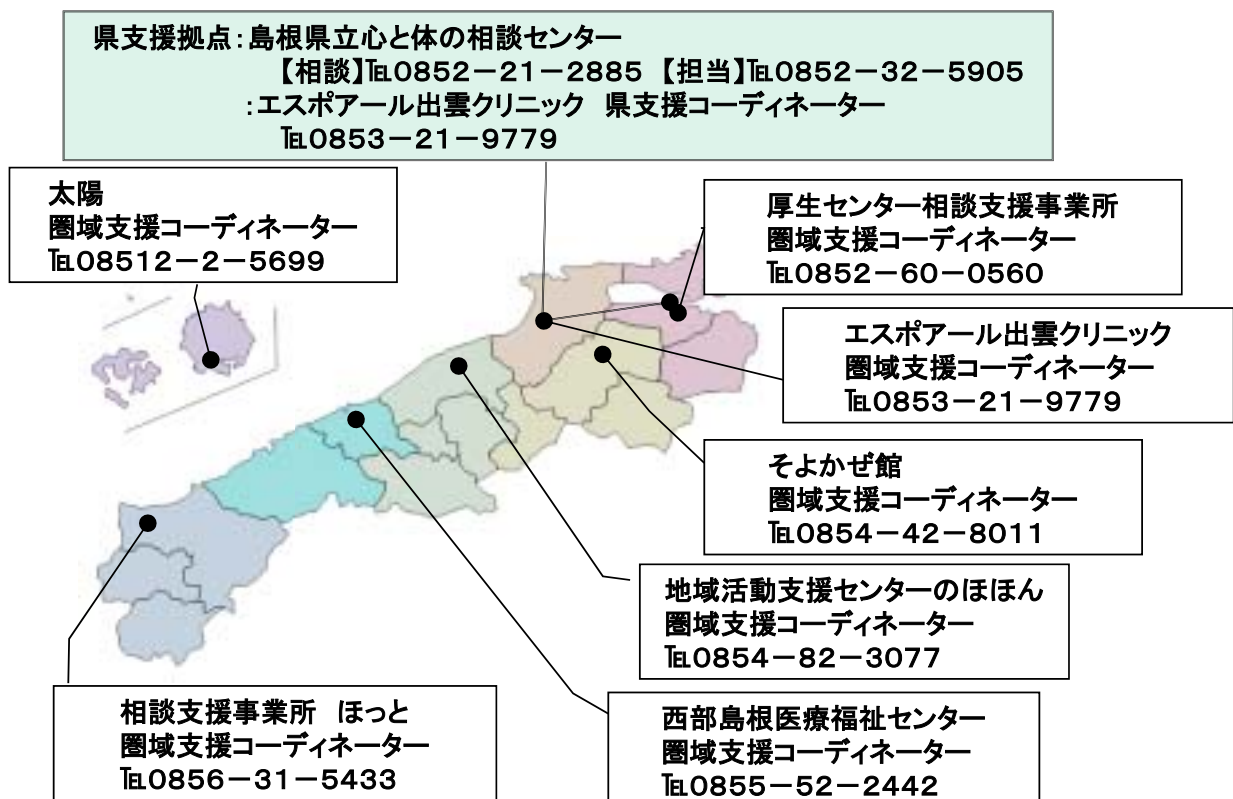 県支援拠点:島根県立心と体の相談センター
【相談】℡0852-21-2885 【担当】℡0852-32-5905
:エスポアール出雲クリニック 県支援コーディネーター
℡0853-21-9779
太陽
圏域支援コーディネーター
℡08512-2-5699
厚生センター相談支援事業所
圏域支援コーディネーター
℡0852-60-0560
エスポアール出雲クリニック
圏域支援コーディネーター
℡0853-21-9779
そよかぜ館
圏域支援コーディネーター
℡0854-42-8011
地域活動支援センターのほほん
圏域支援コーディネーター
℡0854-82-3077
相談支援事業所 ほっと
圏域支援コーディネーター
℡0856-31-5433
西部島根医療福祉センター
圏域支援コーディネーター
℡0855-52-2442